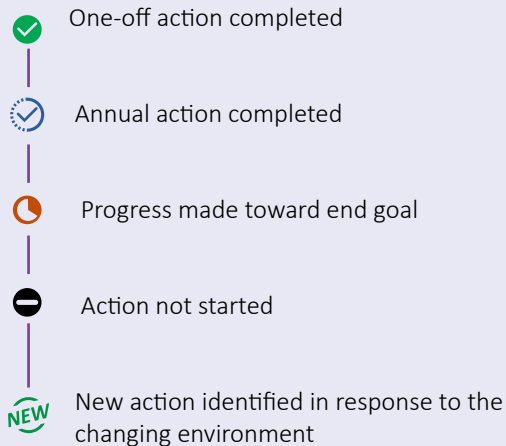 One-off action completed
Annual action completed
Progress made toward end goal
Action not started
NEW
New action identified in response to the
changing environment